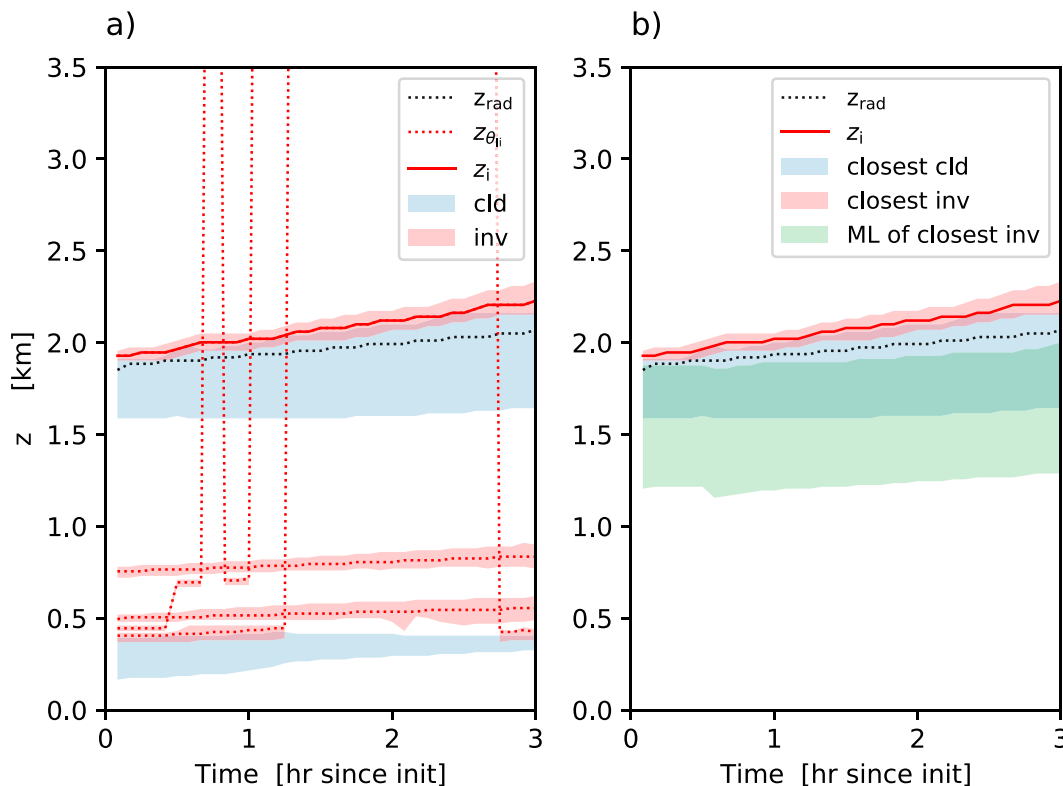 a)
3.5
3.0
2.5
2.0
1.5
1.0
0.5
0.0
z [km]
0
1
2
3
Time [hr since init]
z_rad
z_θ_li
z_i
cld
inv
b)
3.5
3.0
2.5
2.0
1.5
1.0
0.5
0.0
0
1
2
3
Time [hr since init]
z_rad
z_i
closest cld
closest inv
ML of closest inv